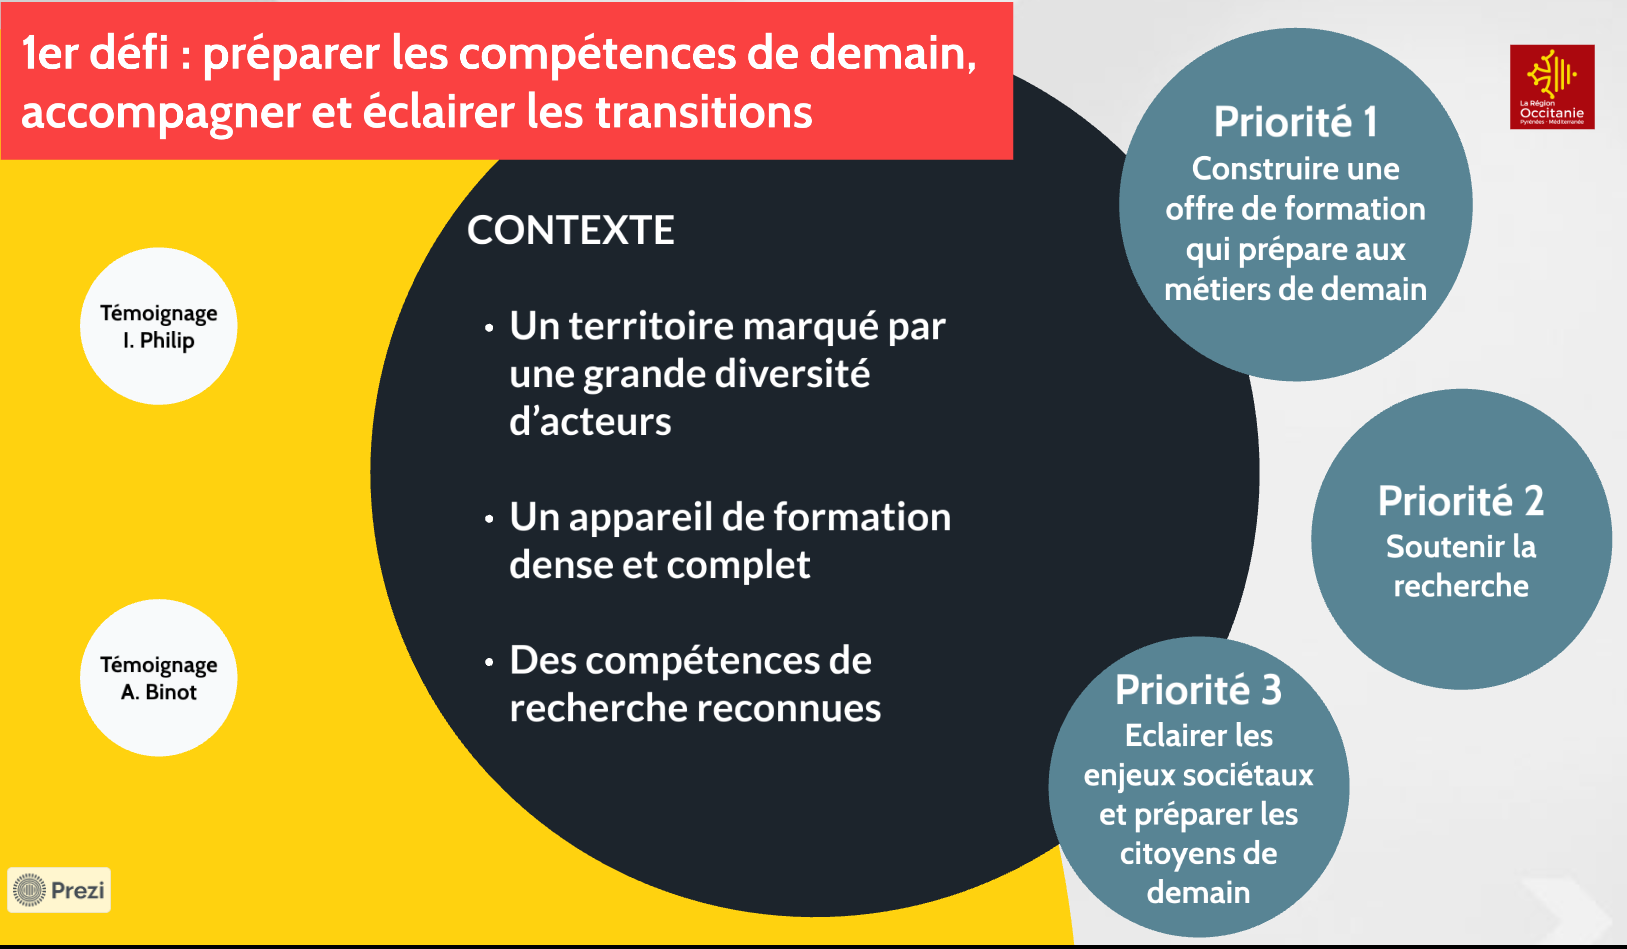 1er défi : préparer les compétences de demain,
accompagner et éclairer les transitions
La Région
Occitanie
Pyrénées - Méditerranée
Témoignage
I. Philip
Témoignage
A. Binot
CONTEXTE
• Un territoire marqué par
une grande diversité
d’acteurs
• Un appareil de formation
dense et complet
• Des compétences de
recherche reconnues
Priorité 1
Construire une
offre de formation
qui prépare aux
métiers de demain
Priorité 2
Soutenir la
recherche
Priorité 3
Eclairer les
enjeux sociétaux
et préparer les
citoyens de
demain
Prezi